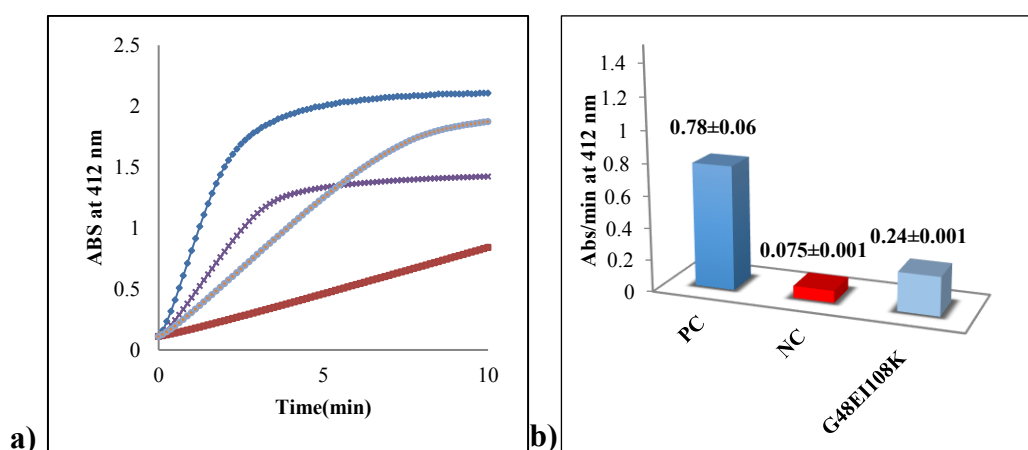 2.5
2
1.5
1
0.5
0
0
5
10
ABS at 412 nm
Time(min)
a)
1.4
1.2
1
0.8
0.6
0.4
0.2
0
Abs/min at 412 nm
0.78±0.06
0.075±0.001
0.24±0.001
PC
NC
G48EI108K
b)